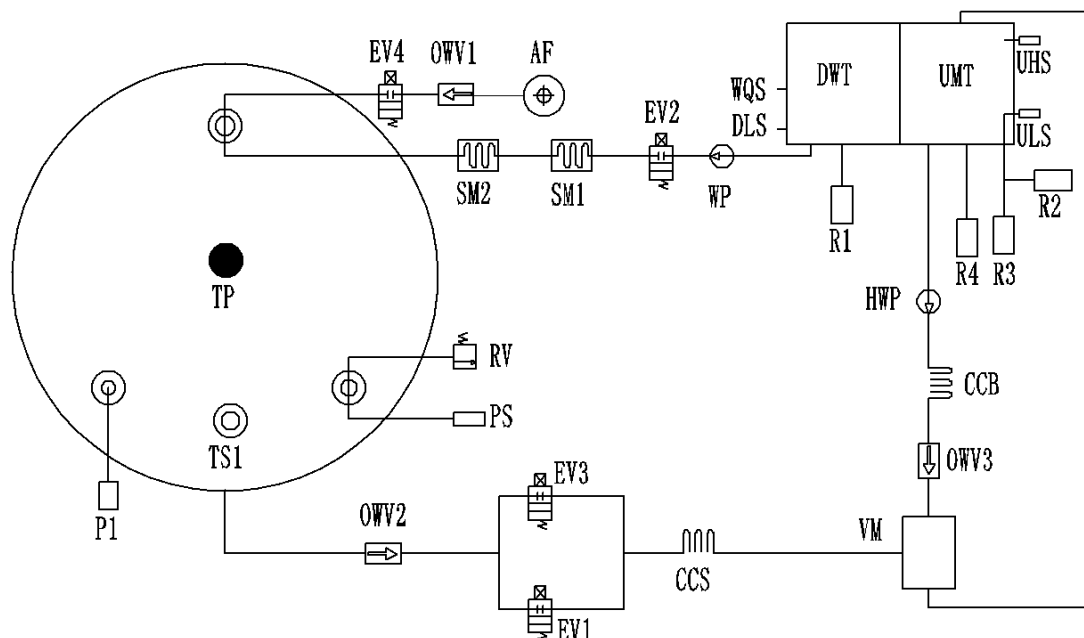 EV4
OWV1
AF
DWT
UMT
UHS
WQS
DLS
EV2
ULS
SM2
SM1
WP
R1
R2
R4
R3
TP
HWP
RV
CCB
PS
TS1
P1
OWV3
EV3
OWV2
VM
CCS
EV1